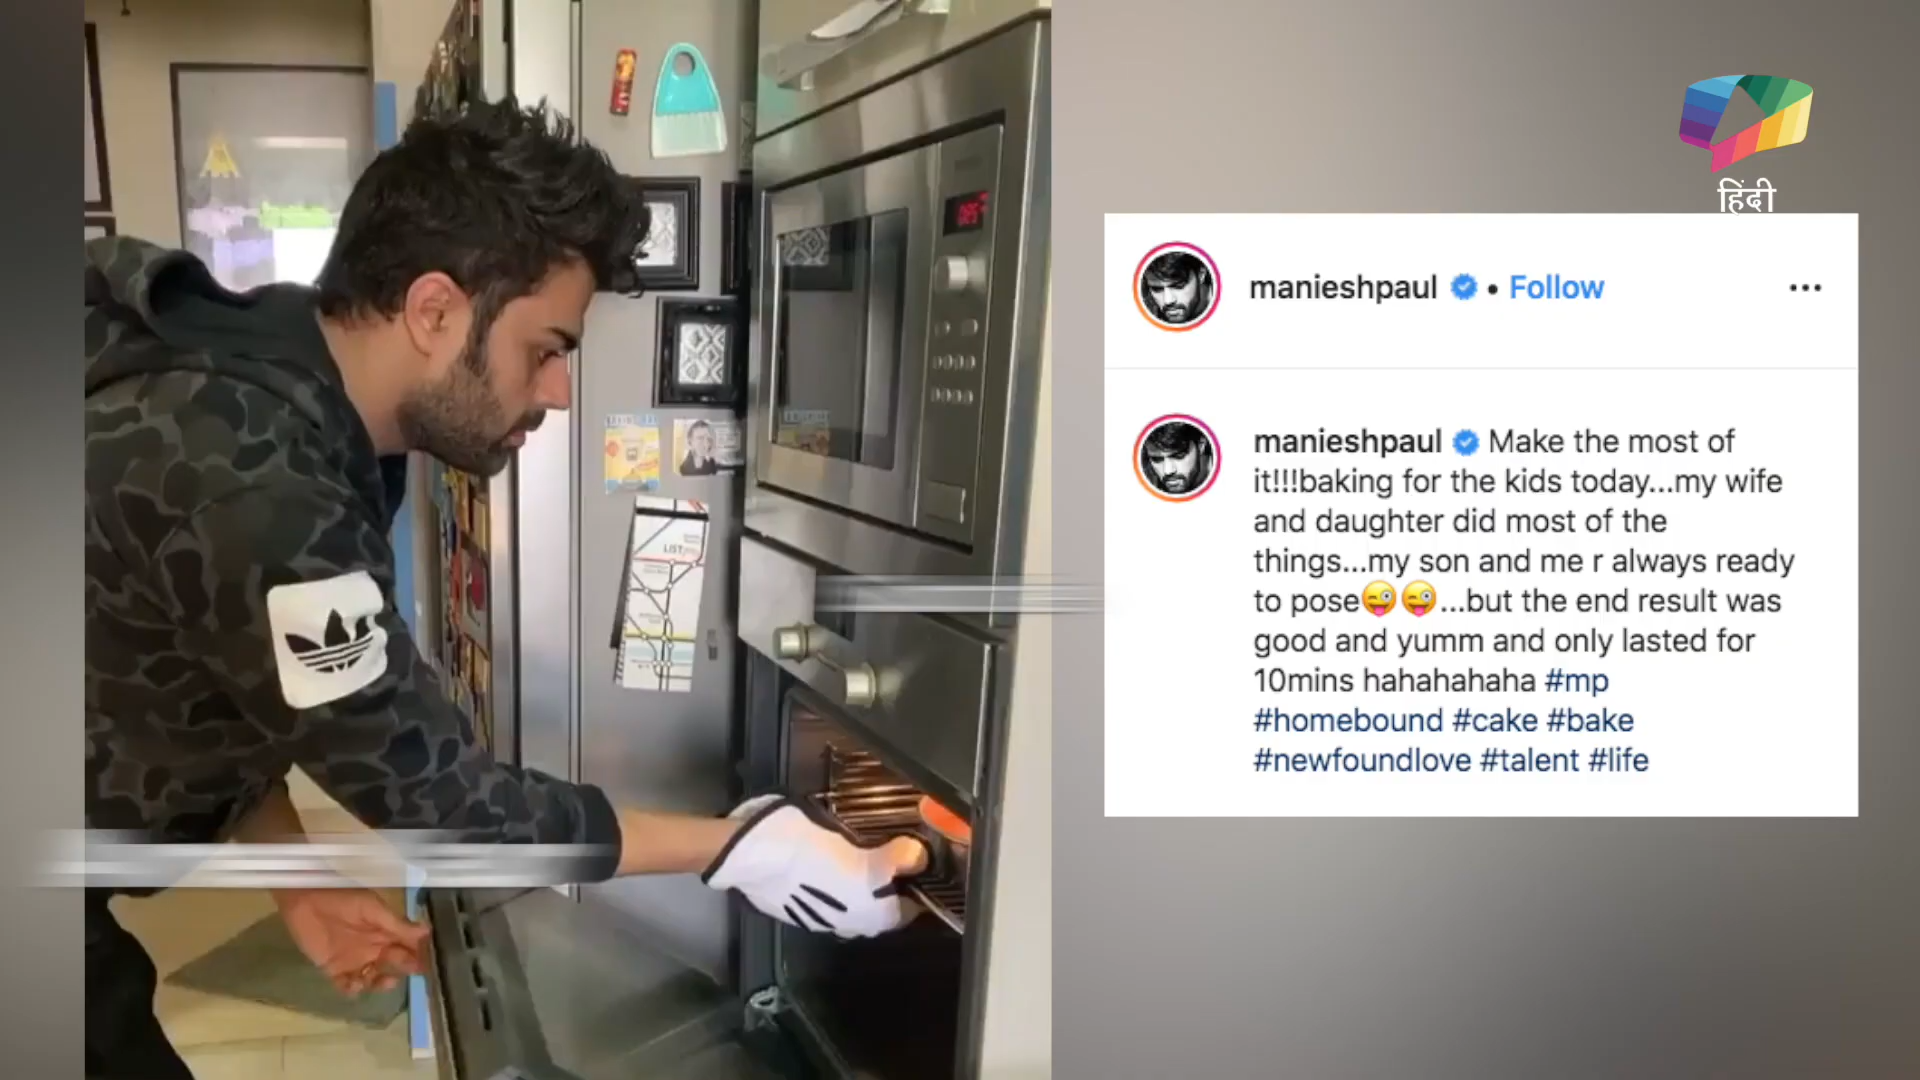 हिंदी
manieshpaul • Follow
manieshpaul Make the most of
it!!!baking for the kids today...my wife
and daughter did most of the
things...my son and me r always ready
to pose😜😜...but the end result was
good and yumm and only lasted for
10mins hahahahaha #mp
#homebound #cake #bake
#newfoundlove #talent #life